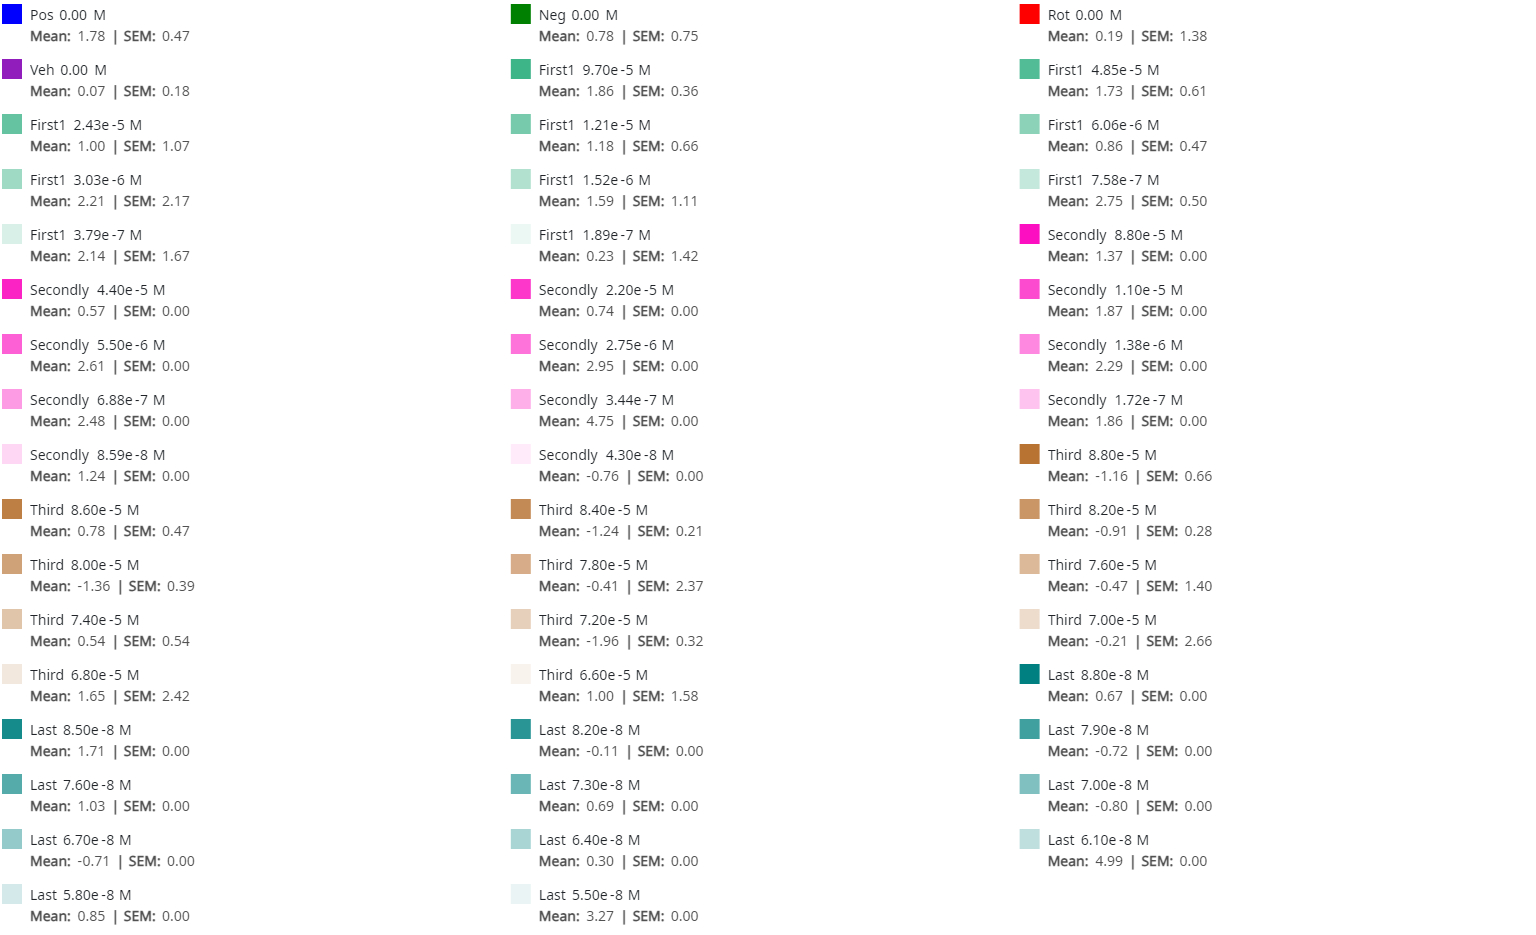 Pos 0.00 M
Mean: 1.78 | SEM: 0.47
Neg 0.00 M
Mean: 0.78 | SEM: 0.75
Rot 0.00 M
Mean: 0.19 | SEM: 1.38
Veh 0.00 M
Mean: 0.07 | SEM: 0.18
First1 9.70e-5 M
Mean: 1.86 | SEM: 0.36
First1 4.85e-5 M
Mean: 1.73 | SEM: 0.61
First1 2.43e-5 M
Mean: 1.00 | SEM: 1.07
First1 1.21e-5 M
Mean: 1.18 | SEM: 0.66
First1 6.06e-6 M
Mean: 0.86 | SEM: 0.47
First1 3.03e-6 M
Mean: 2.21 | SEM: 2.17
First1 1.52e-6 M
Mean: 1.59 | SEM: 1.11
First1 7.58e-7 M
Mean: 2.75 | SEM: 0.50
First1 3.79e-7 M
Mean: 2.14 | SEM: 1.67
First1 1.89e-7 M
Mean: 0.23 | SEM: 1.42
Secondly 8.80e-5 M
Mean: 1.37 | SEM: 0.00
Secondly 4.40e-5 M
Mean: 0.57 | SEM: 0.00
Secondly 2.20e-5 M
Mean: 0.74 | SEM: 0.00
Secondly 1.10e-5 M
Mean: 1.87 | SEM: 0.00
Secondly 5.50e-6 M
Mean: 2.61 | SEM: 0.00
Secondly 2.75e-6 M
Mean: 2.95 | SEM: 0.00
Secondly 1.38e-6 M
Mean: 2.29 | SEM: 0.00
Secondly 6.88e-7 M
Mean: 2.48 | SEM: 0.00
Secondly 3.44e-7 M
Mean: 4.75 | SEM: 0.00
Secondly 1.72e-7 M
Mean: 1.86 | SEM: 0.00
Secondly 8.59e-8 M
Mean: 1.24 | SEM: 0.00
Secondly 4.30e-8 M
Mean: -0.76 | SEM: 0.00
Third 8.80e-5 M
Mean: -1.16 | SEM: 0.66
Third 8.60e-5 M
Mean: 0.78 | SEM: 0.47
Third 8.40e-5 M
Mean: -1.24 | SEM: 0.21
Third 8.20e-5 M
Mean: -0.91 | SEM: 0.28
Third 8.00e-5 M
Mean: -1.36 | SEM: 0.39
Third 7.80e-5 M
Mean: -0.41 | SEM: 2.37
Third 7.60e-5 M
Mean: -0.47 | SEM: 1.40
Third 7.40e-5 M
Mean: 0.54 | SEM: 0.54
Third 7.20e-5 M
Mean: -1.96 | SEM: 0.32
Third 7.00e-5 M
Mean: -0.21 | SEM: 2.66
Third 6.80e-5 M
Mean: 1.65 | SEM: 2.42
Third 6.60e-5 M
Mean: 1.00 | SEM: 1.58
Last 8.80e-8 M
Mean: 0.67 | SEM: 0.00
Last 8.50e-8 M
Mean: 1.71 | SEM: 0.00
Last 8.20e-8 M
Mean: -0.11 | SEM: 0.00
Last 7.90e-8 M
Mean: -0.72 | SEM: 0.00
Last 7.60e-8 M
Mean: 1.03 | SEM: 0.00
Last 7.30e-8 M
Mean: 0.69 | SEM: 0.00
Last 7.00e-8 M
Mean: -0.80 | SEM: 0.00
Last 6.70e-8 M
Mean: -0.71 | SEM: 0.00
Last 6.40e-8 M
Mean: 0.30 | SEM: 0.00
Last 6.10e-8 M
Mean: 4.99 | SEM: 0.00
Last 5.80e-8 M
Mean: 0.85 | SEM: 0.00
Last 5.50e-8 M
Mean: 3.27 | SEM: 0.00